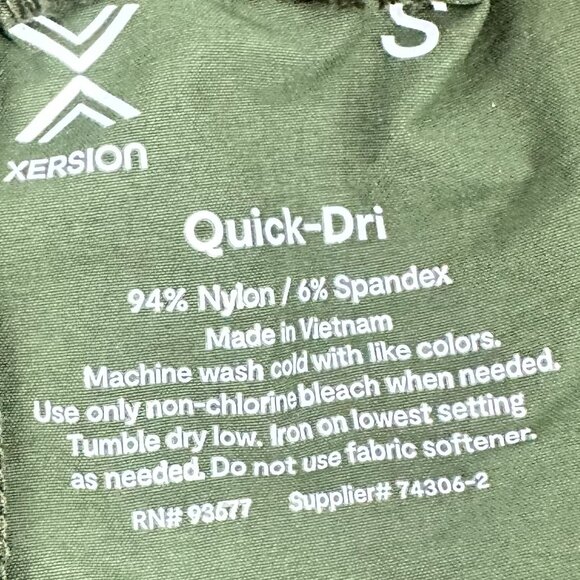 S
XERSION
Quick-Dri
94% Nylon / 6% Spandex
Made in Vietnam
Machine wash cold with like colors.
Use only non-chlorine bleach when needed.
Tumble dry low. Iron on lowest setting
as needed. Do not use fabric softener.
RN# 93677 Supplier# 74306-2